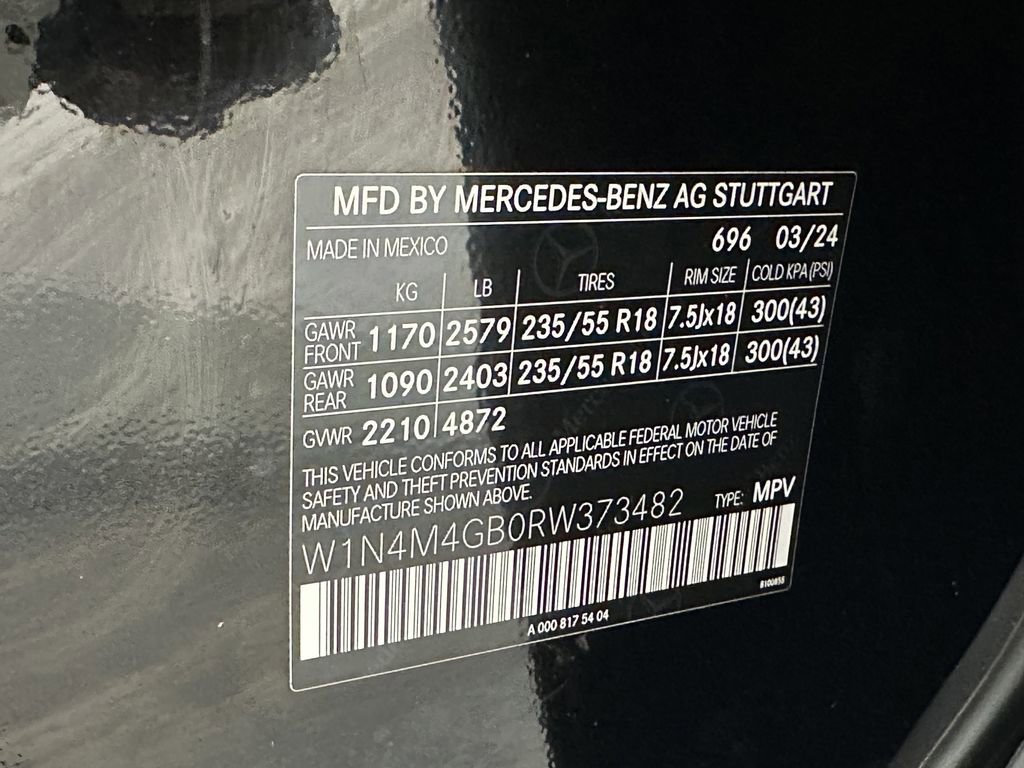 MFD BY MERCEDES-BENZ AG STUTTGART
MADE IN MEXICO 696 03/24
KG LB TIRES RIM SIZE COLD KPA(PSI)
GAWR FRONT 1170 2579 235/55 R18 7.5Jx18 300(43)
GAWR REAR 1090 2403 235/55 R18 7.5Jx18 300(43)
GVWR 2210 4872
THIS VEHICLE CONFORMS TO ALL APPLICABLE FEDERAL MOTOR VEHICLE
SAFETY AND THEFT PREVENTION STANDARDS IN EFFECT ON THE DATE OF
MANUFACTURE SHOWN ABOVE.
W1N4M4GB0RW373482 TYPE: MPV
A 000 817 54 04